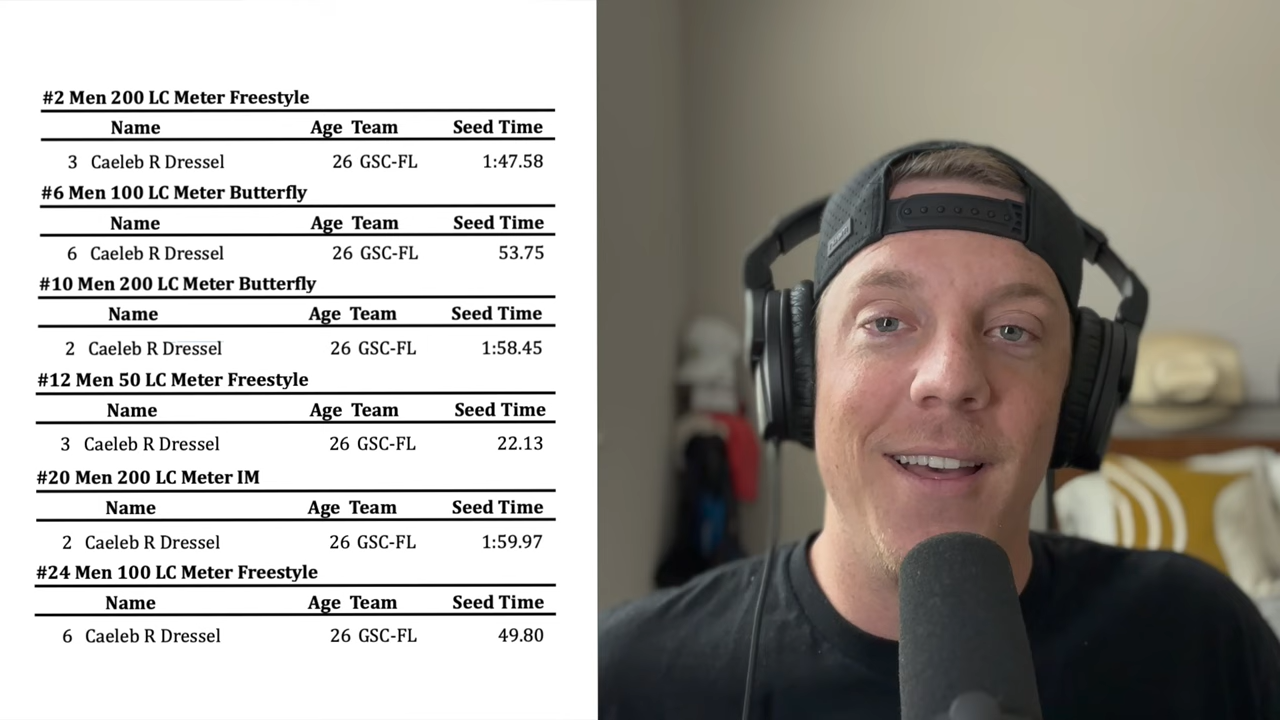 #2 Men 200 LC Meter Freestyle
Name Age Team Seed Time
3 Caeleb R Dressel 26 GSC-FL 1:47.58
#6 Men 100 LC Meter Butterfly
Name Age Team Seed Time
6 Caeleb R Dressel 26 GSC-FL 53.75
#10 Men 200 LC Meter Butterfly
Name Age Team Seed Time
2 Caeleb R Dressel 26 GSC-FL 1:58.45
#12 Men 50 LC Meter Freestyle
Name Age Team Seed Time
3 Caeleb R Dressel 26 GSC-FL 22.13
#20 Men 200 LC Meter IM
Name Age Team Seed Time
2 Caeleb R Dressel 26 GSC-FL 1:59.97
#24 Men 100 LC Meter Freestyle
Name Age Team Seed Time
6 Caeleb R Dressel 26 GSC-FL 49.80